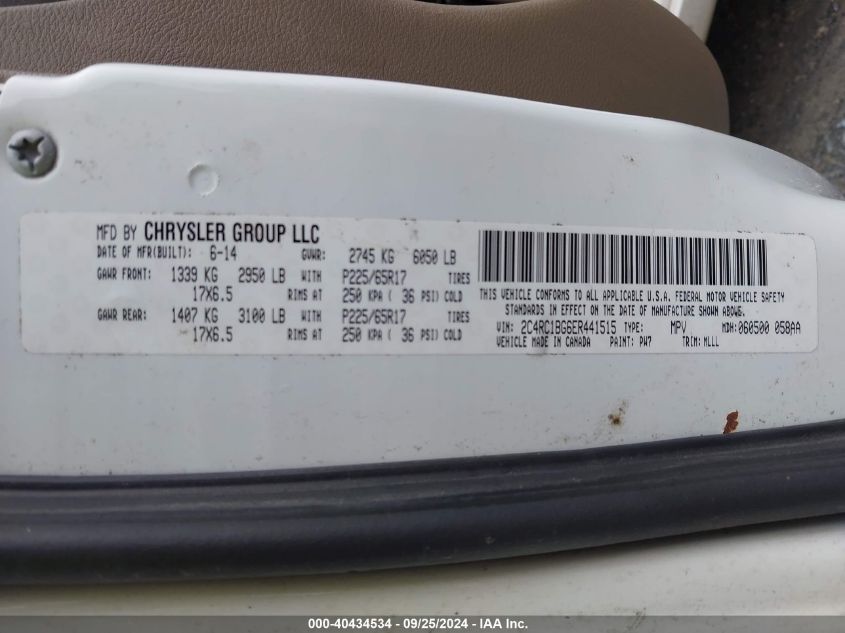 MFD BY CHRYSLER GROUP LLC
DATE OF MFR(BUILT): 6-14 GVWR: 2745 KG 6050 LB
GAWR FRONT: 1339 KG 2950 LB WITH P225/65R17 TIRES
17X6.5 RIMS AT 250 KPA ( 36 PSI) COLD
GAWR REAR: 1407 KG 3100 LB WITH P225/65R17 TIRES
17X6.5 RIMS AT 250 KPA ( 36 PSI) COLD
THIS VEHICLE CONFORMS TO ALL APPLICABLE U.S.A. FEDERAL MOTOR VEHICLE SAFETY
STANDARDS IN EFFECT ON THE DATE OF MANUFACTURE SHOWN ABOVE.
VIN: 2C4RC1BG6ER441515 TYPE: MPV MDH:060500 058AA
VEHICLE MADE IN CANADA PAINT: PW7 TRIM: MLLL
000-40434534 - 09/25/2024 - IAA Inc.